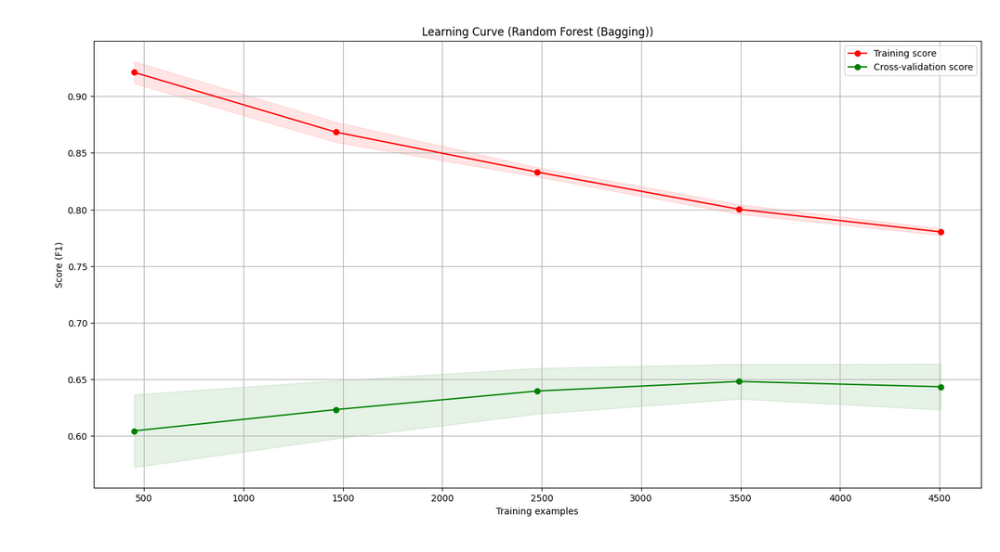 Learning Curve (Random Forest (Bagging))
Training score
Cross-validation score
0.90
0.85
0.80
0.75
0.70
0.65
0.60
Score (F1)
500 1000 1500 2000 2500 3000 3500 4000 4500
Training examples